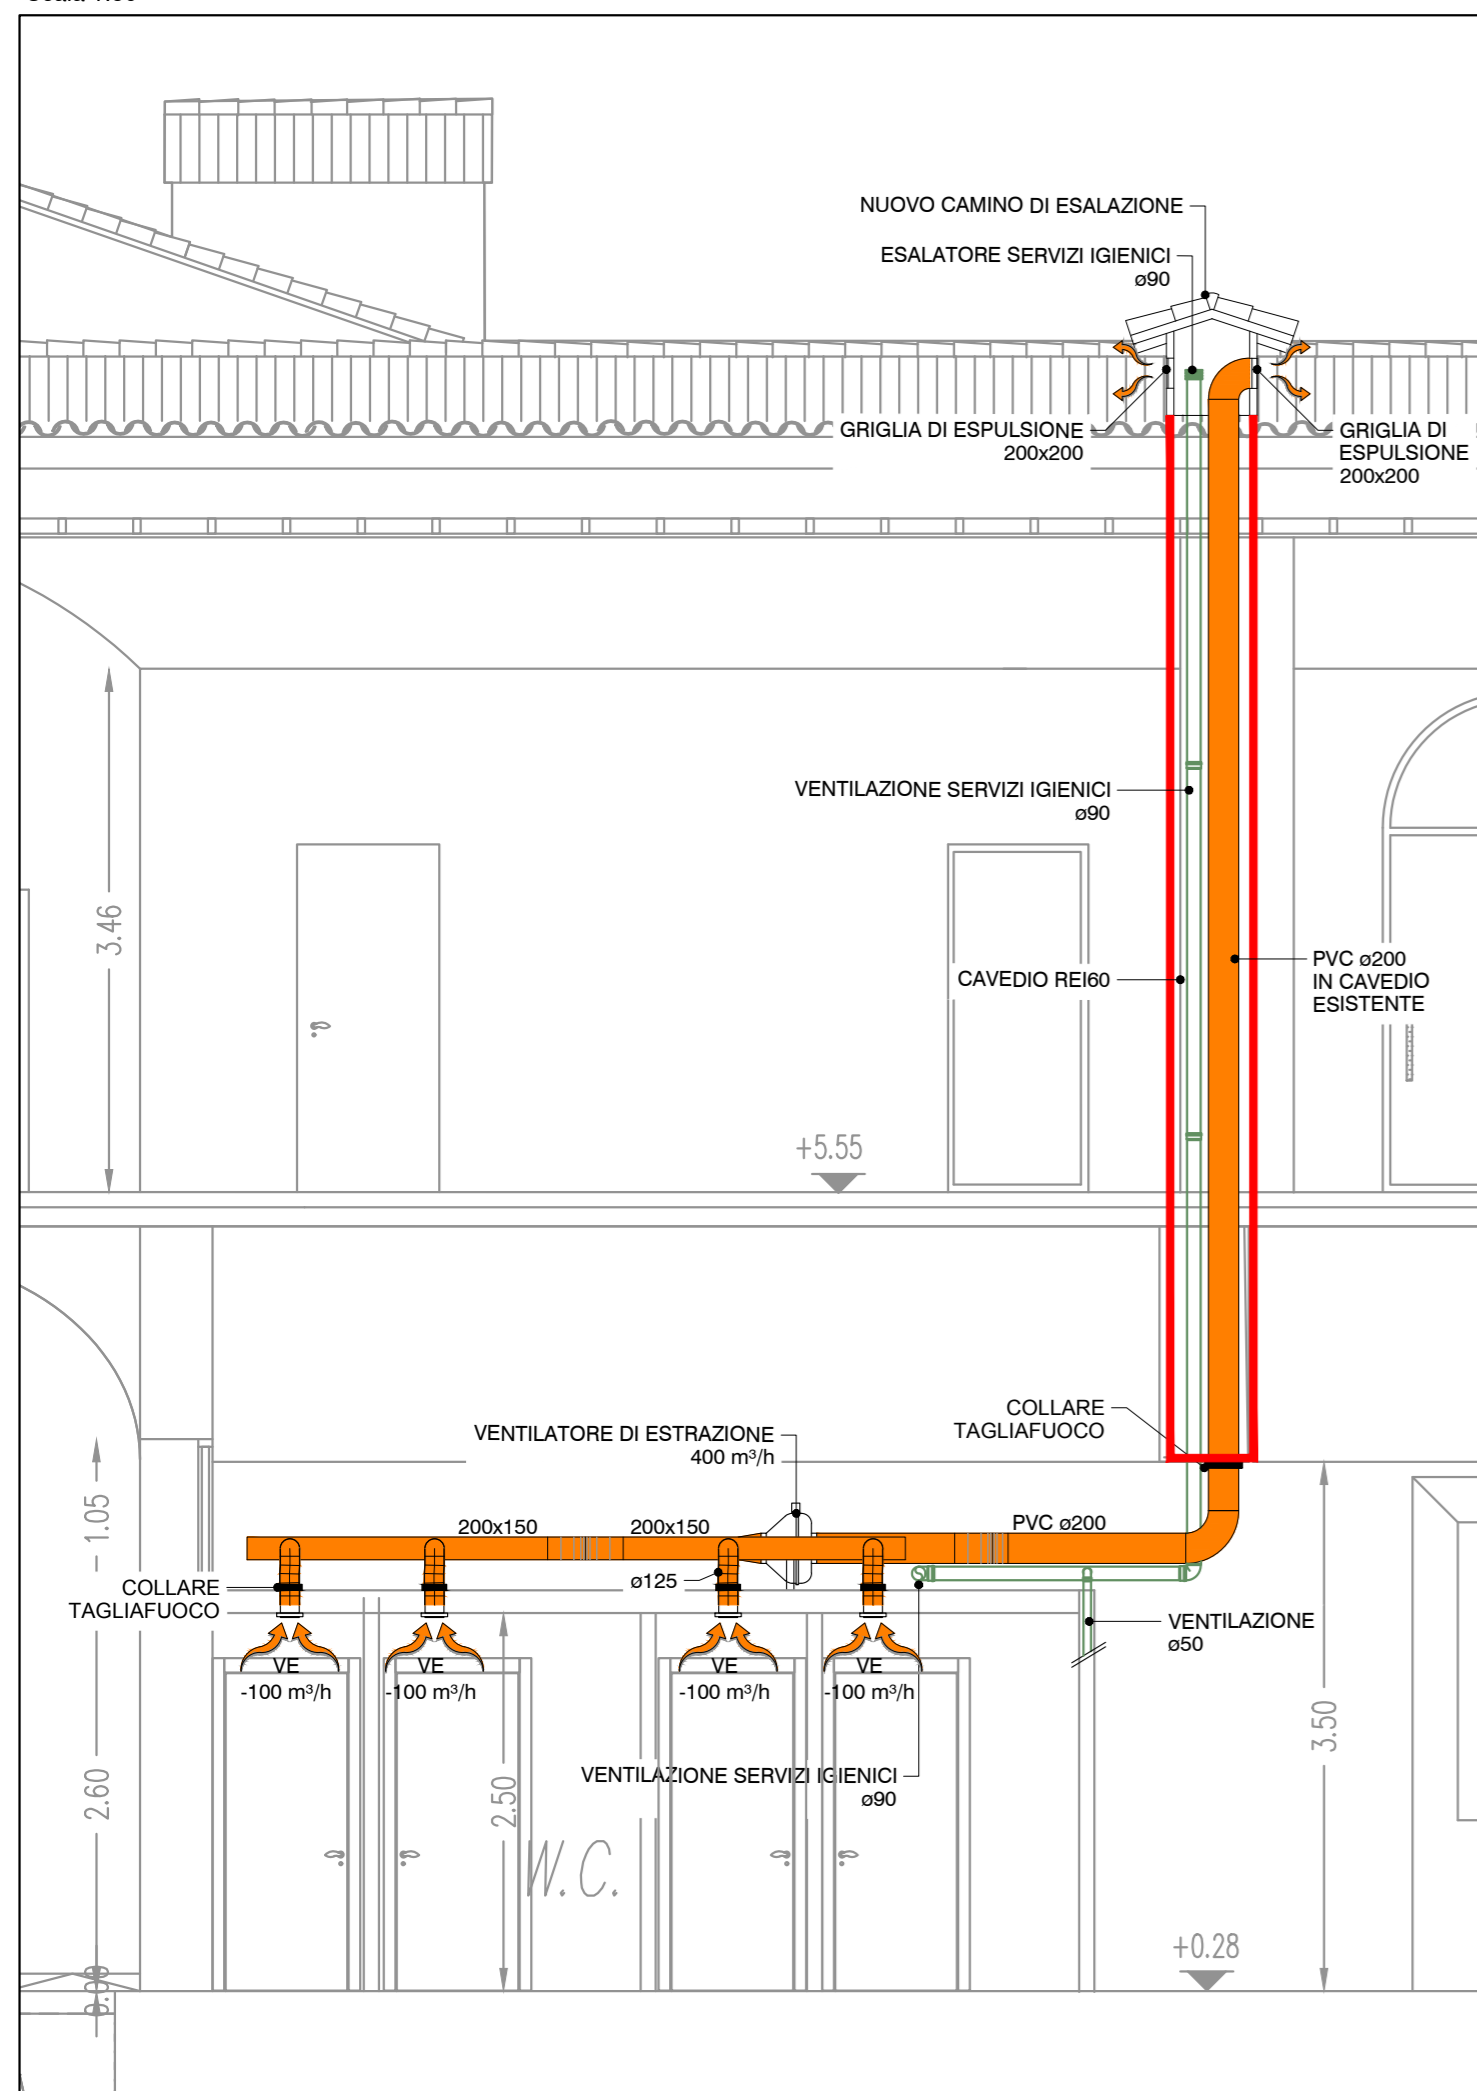 NUOVO CAMINO DI ESALAZIONE
ESALATORE SERVIZI IGIENICI
ø90
GRIGLIA DI ESPULSIONE
200x200
GRIGLIA DI
ESPULSIONE
200x200
3.46
VENTILAZIONE SERVIZI IGIENICI
ø90
CAVEDIO REI60
PVC ø200
IN CAVEDIO
ESISTENTE
+5.55
COLLARE
TAGLIAFUOCO
VENTILATORE DI ESTRAZIONE
400 m³/h
1.05
200x150
200x150
PVC ø200
COLLARE
TAGLIAFUOCO
ø125
VENTILAZIONE
ø50
VE
-100 m³/h
VE
-100 m³/h
VE
-100 m³/h
VE
-100 m³/h
3.50
2.60
2.50
VENTILAZIONE SERVIZI IGIENICI
ø90
W.C.
+0.28